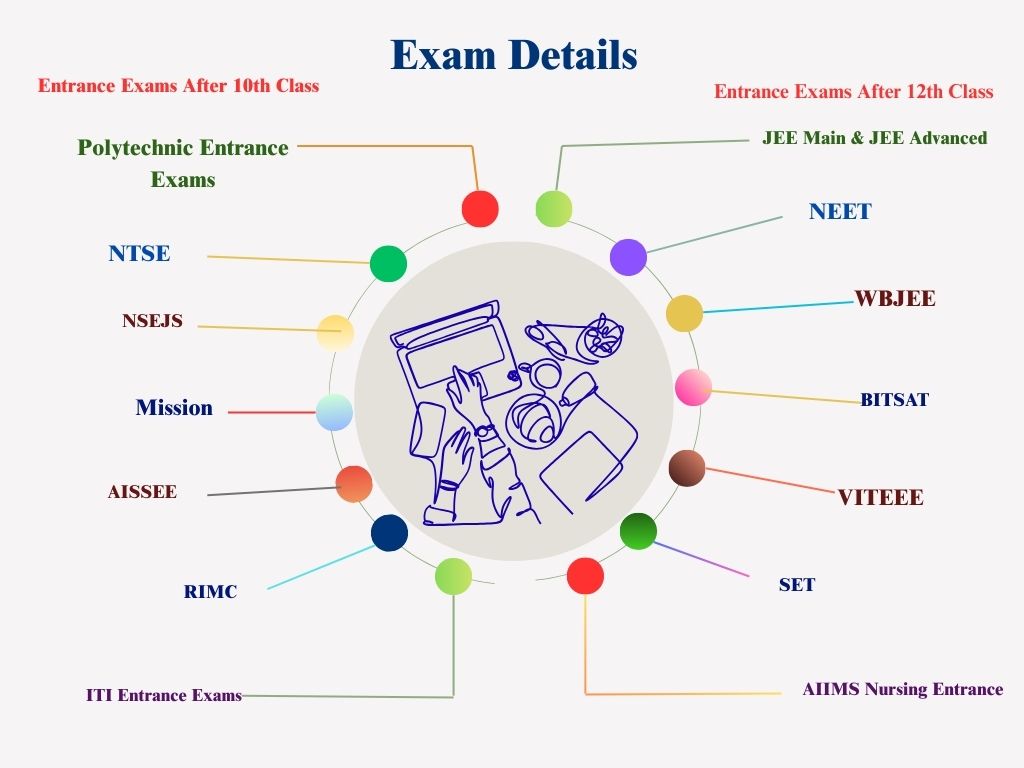 Exam Details
Entrance Exams After 10th Class
Polytechnic Entrance
Exams
NTSE
NSEJS
Mission
AISSEE
RIMC
ITI Entrance Exams
Entrance Exams After 12th Class
JEE Main & JEE Advanced
NEET
WBJEE
BITSAT
VITEEE
SET
AIIMS Nursing Entrance